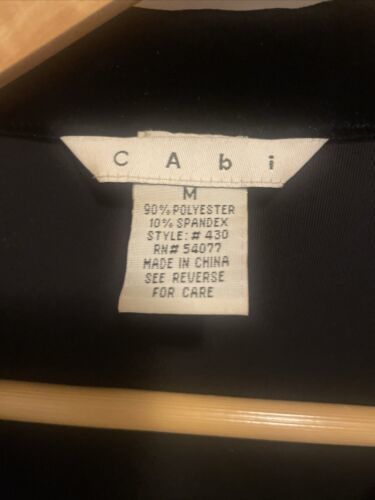 CAbi
M
90% POLYESTER
10% SPANDEX
STYLE: # 430
RN# 54077
MADE IN CHINA
SEE REVERSE
FOR CARE